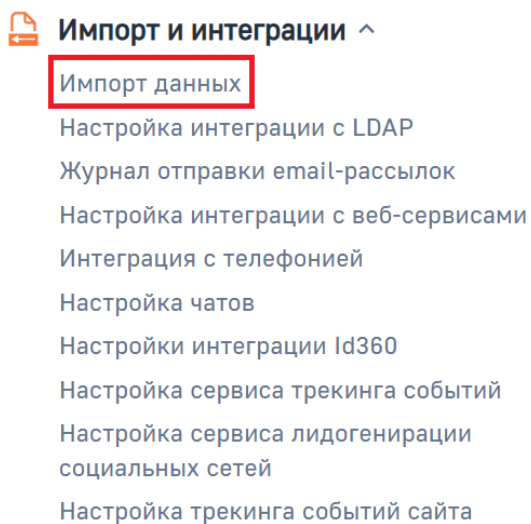 Импорт и интеграции
Импорт данных
Настройка интеграции с LDAP
Журнал отправки email-рассылок
Настройка интеграции с веб-сервисами
Интеграция с телефонией
Настройка чатов
Настройки интеграции Id360
Настройка сервиса трекинга событий
Настройка сервиса лидогенирации
социальных сетей
Настройка трекинга событий сайта